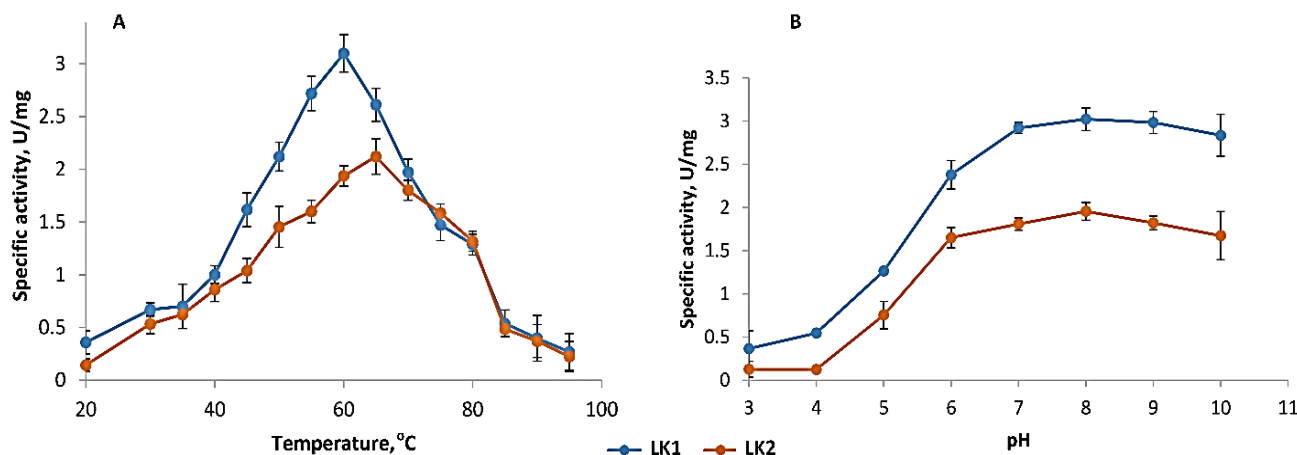 A
Specific activity, U/mg
3
2.5
2
1.5
1
0.5
0
20 40 60 80 100
Temperature,°C
B
Specific activity, U/mg
3.5
3
2.5
2
1.5
1
0.5
0
3 4 5 6 7 8 9 10 11
pH
LK1 LK2